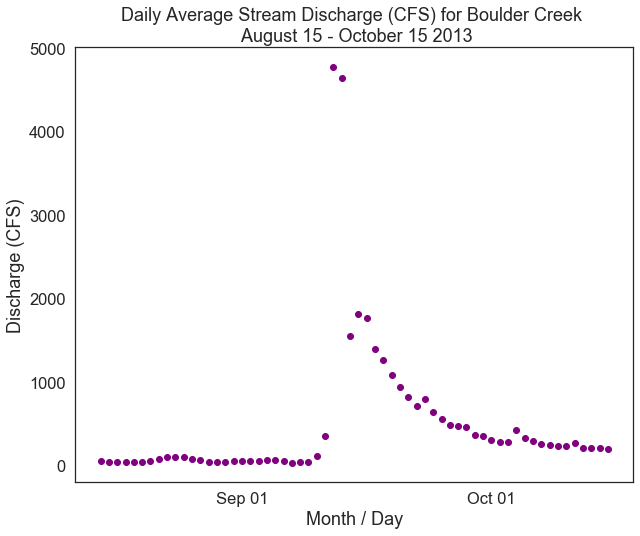 Daily Average Stream Discharge (CFS) for Boulder Creek
August 15 - October 15 2013
5000
4000
3000
2000
1000
0
Discharge (CFS)
Sep 01
Oct 01
Month / Day